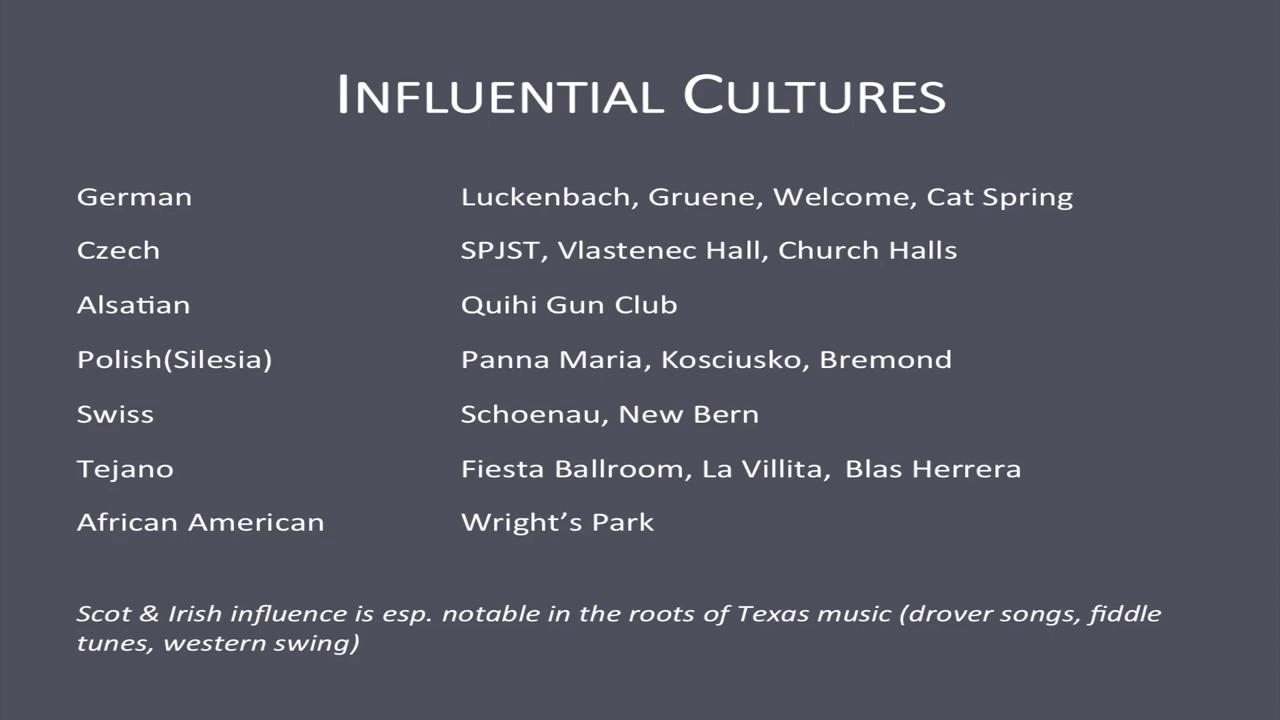 INFLUENTIAL CULTURES
German Luckenbach, Gruene, Welcome, Cat Spring
Czech SPJST, Vlastenec Hall, Church Halls
Alsatian Quihi Gun Club
Polish(Silesia) Panna Maria, Kosciusko, Bremond
Swiss Schoenau, New Bern
Tejano Fiesta Ballroom, La Villita, Blas Herrera
African American Wright’s Park
Scot & Irish influence is esp. notable in the roots of Texas music (drover songs, fiddle
tunes, western swing)